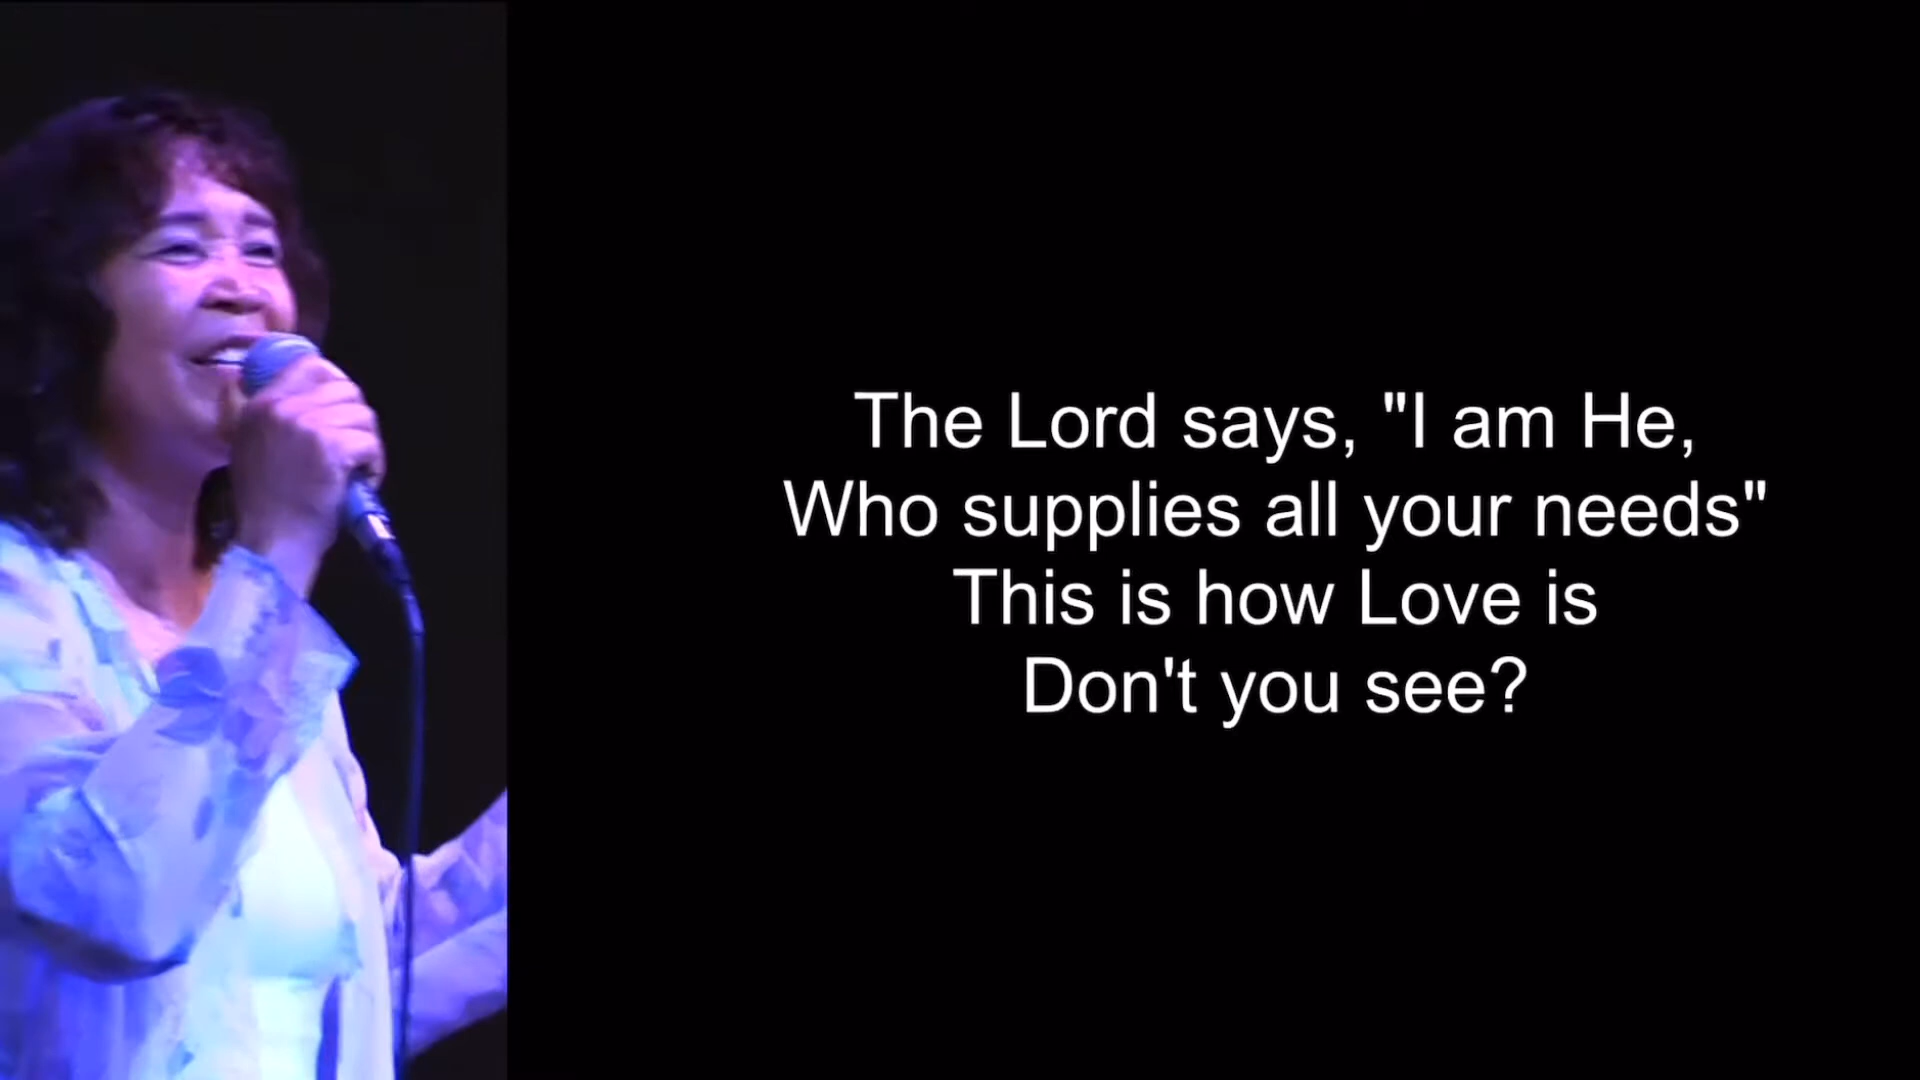 The Lord says, "I am He,
Who supplies all your needs"
This is how Love is
Don't you see?